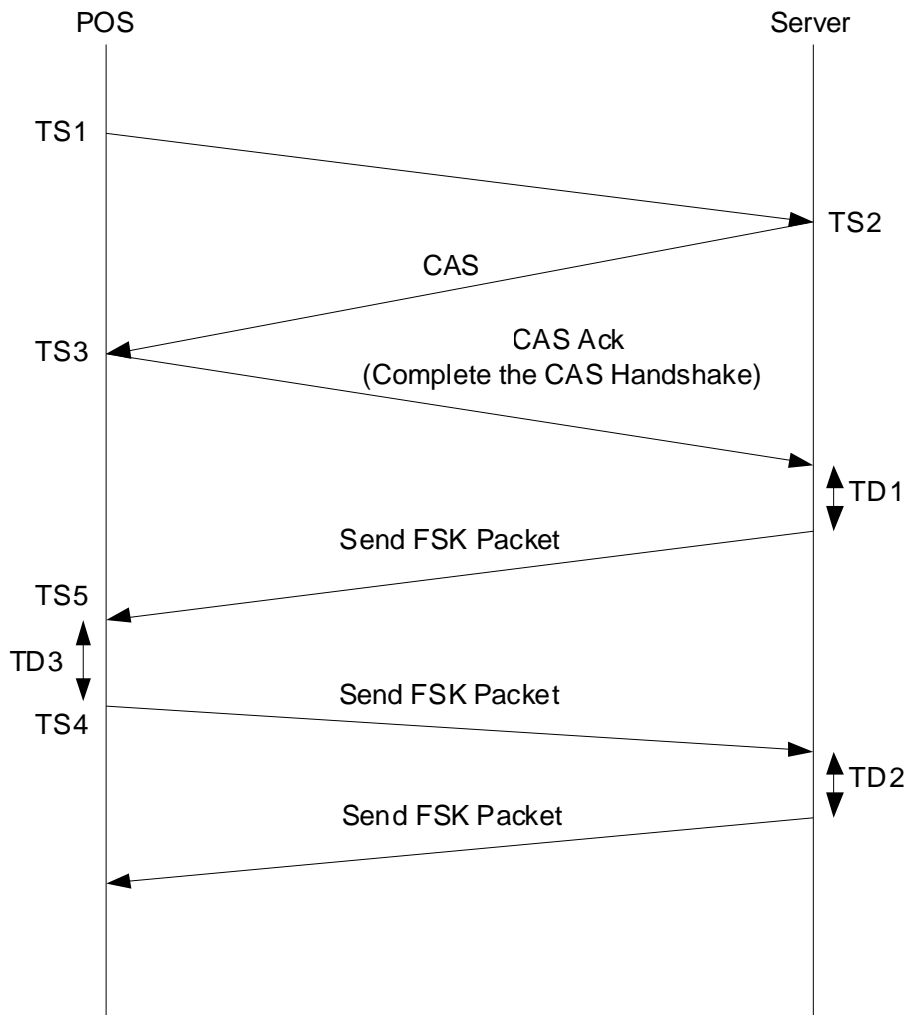 POS
Server
TS1
TS2
CAS
TS3
CAS Ack
(Complete the CAS Handshake)
TD1
Send FSK Packet
TS5
TD3
Send FSK Packet
TS4
TD2
Send FSK Packet